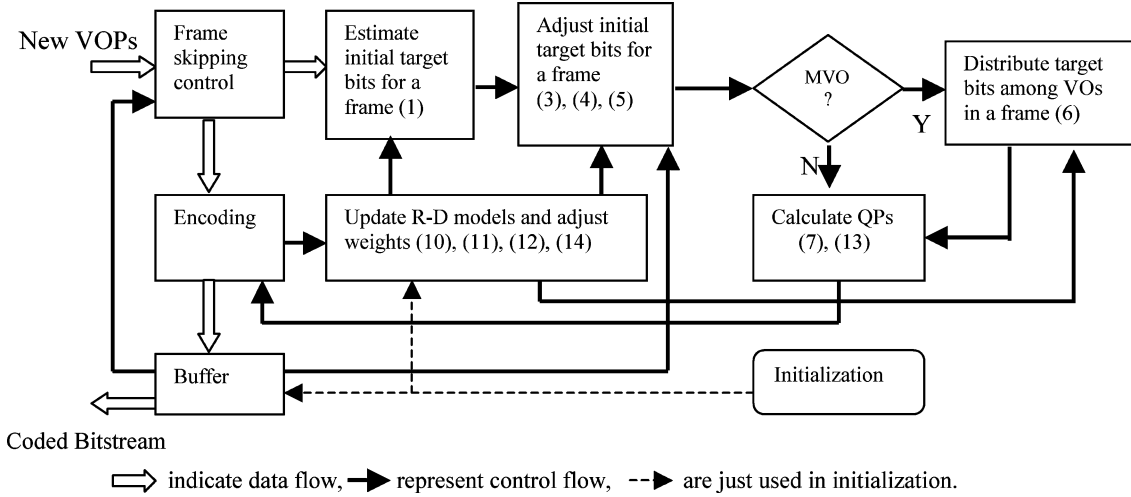 New VOPs
Frame
skipping
control
Estimate
initial target
bits for a
frame (1)
Adjust initial
target bits for
a frame
(3), (4), (5)
MVO
?
Y
N
Distribute target
bits among VOs
in a frame (6)
Encoding
Update R-D models and adjust
weights (10), (11), (12), (14)
Calculate QPs
(7), (13)
Buffer
Initialization
Coded Bitstream
indicate data flow, represent control flow, are just used in initialization.